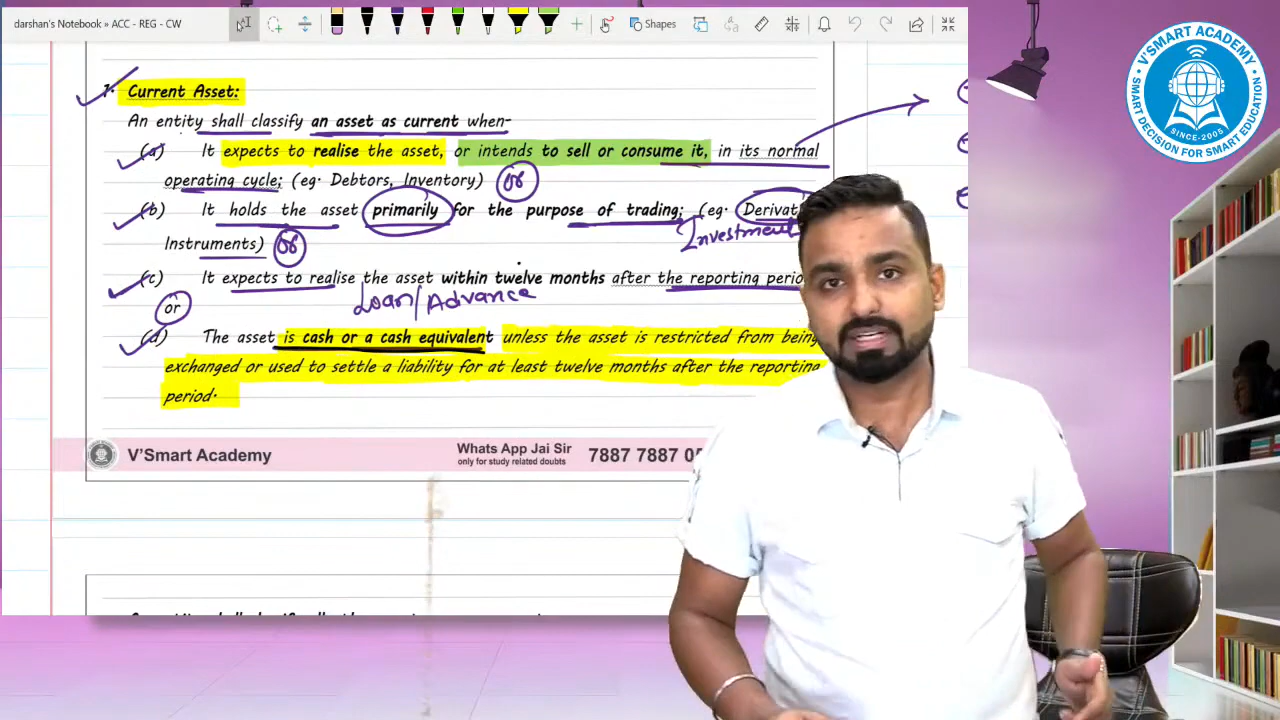 darshan's Notebook » ACC - REG - CW
Shapes
V'SMART ACADEMY
SINCE-2005
SMART DECISION FOR SMART EDUCATION
7. Current Asset:
An entity shall classify an asset as current when-
(a) It expects to realise the asset, or intends to sell or consume it, in its normal
operating cycle; (eg. Debtors, Inventory) OR
(b) It holds the asset primarily for the purpose of trading; (eg.
Investment
Instruments) OR
(c) It expects to realise the asset within twelve months after the reporting
or
Loan/Advance
(d) The asset is cash or a cash equivalent unless the asset is restricted from being
exchanged or used to settle a liability for at least twelve months after the reporting
period.
V'Smart Academy
Whats App Jai Sir
only for study related doubts
7887 7887